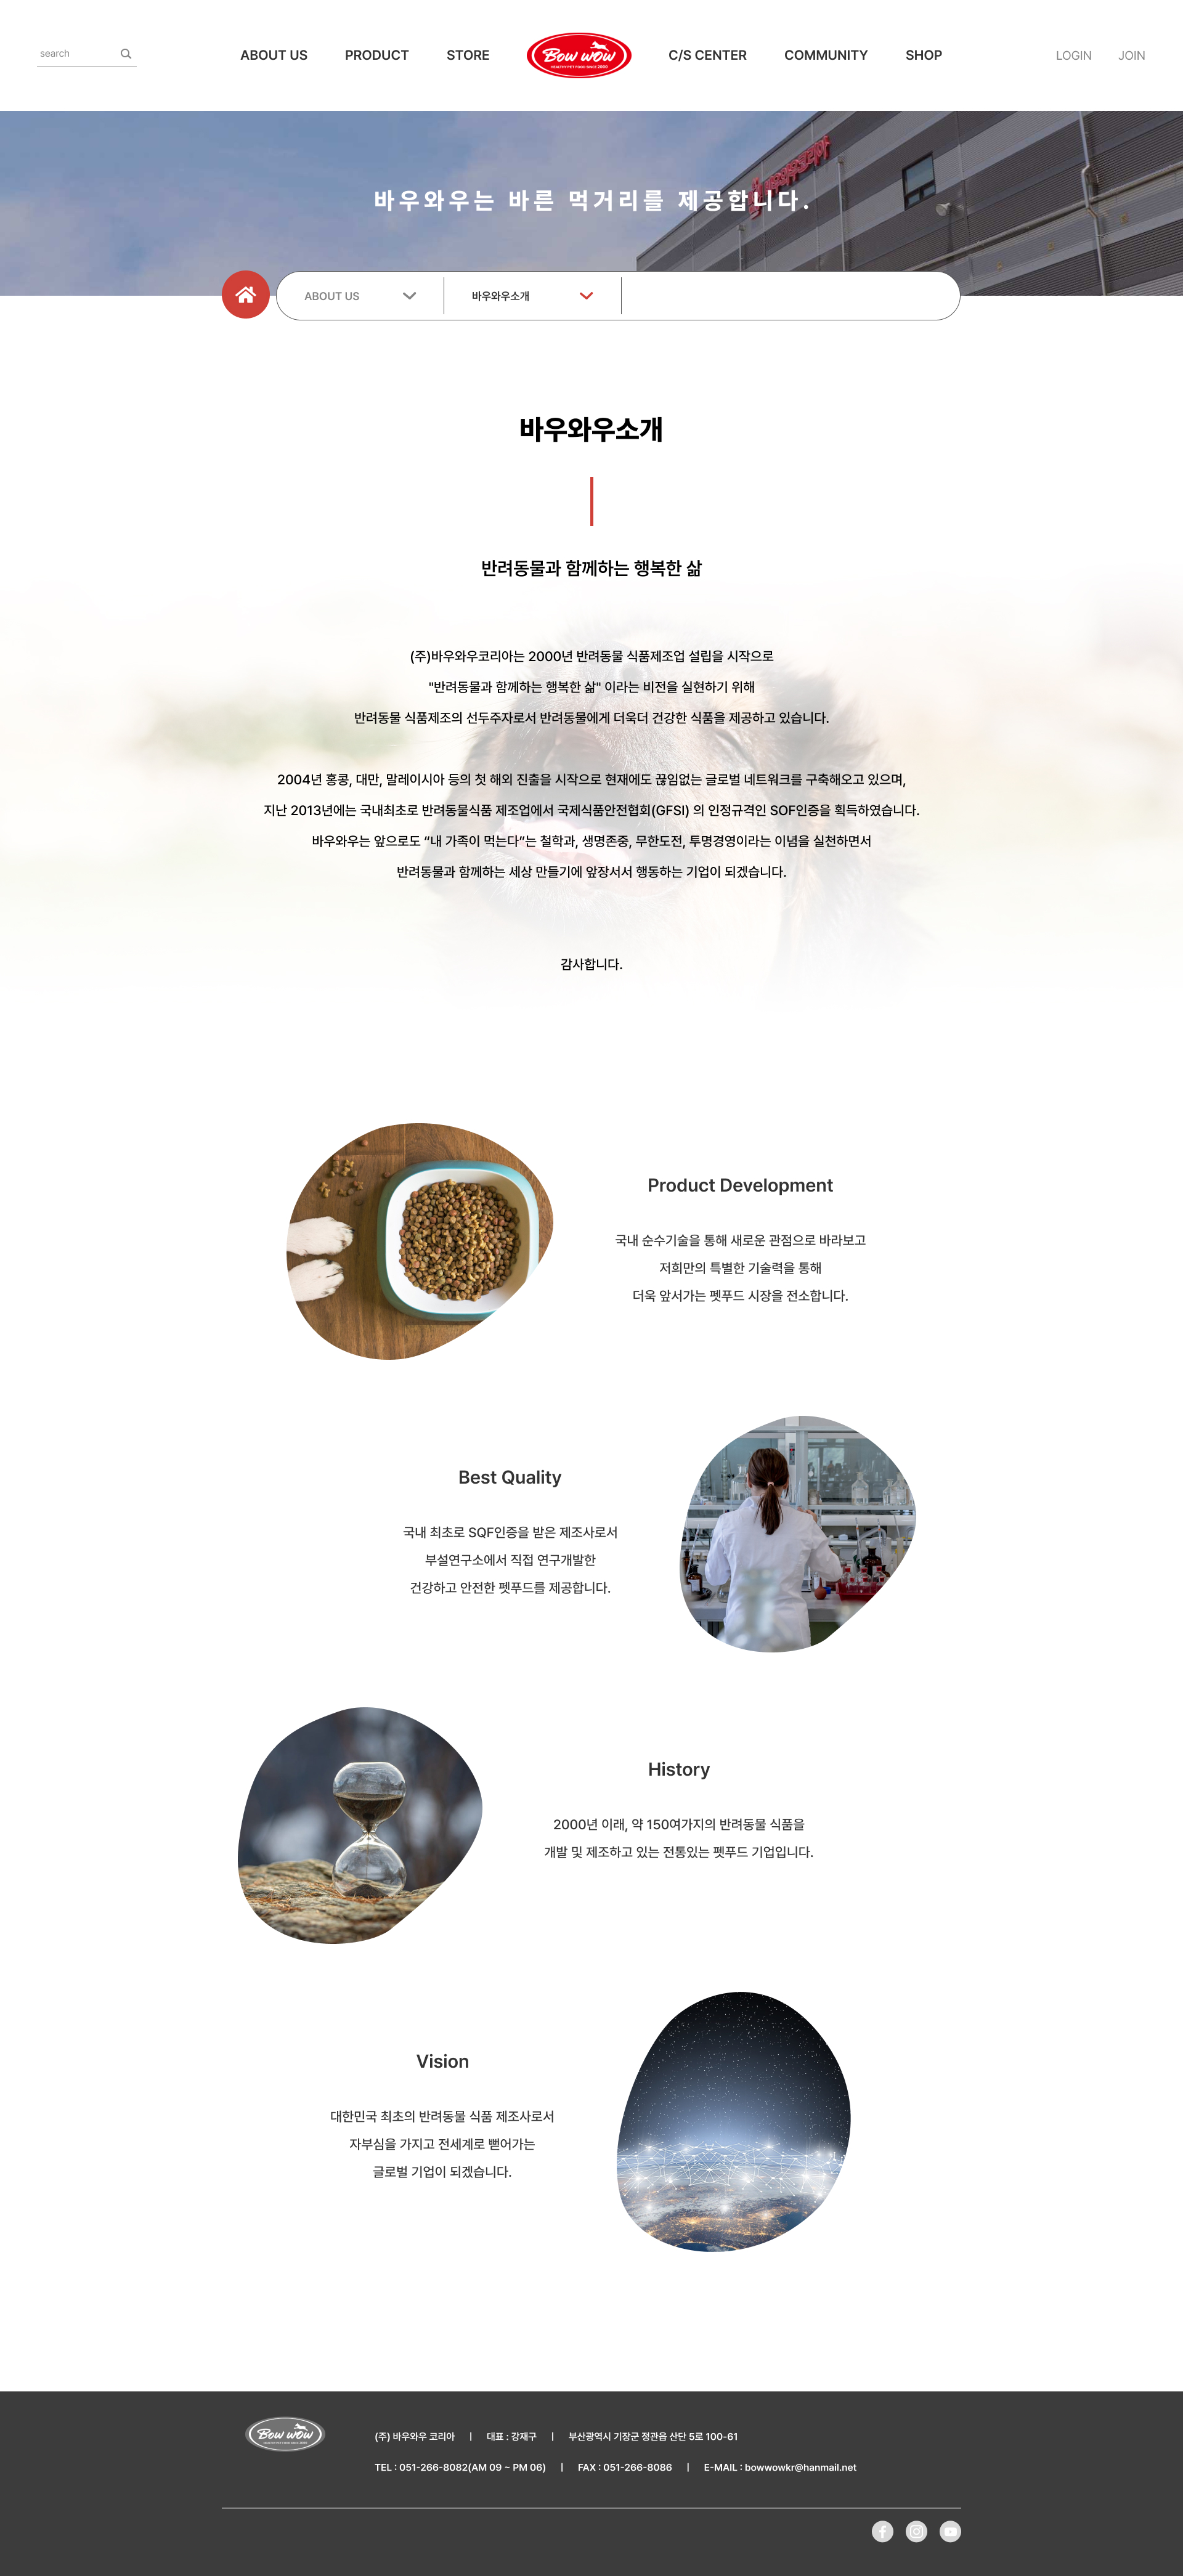 search
ABOUT US
PRODUCT
STORE
Bow wow
HEALTHY PET FOOD SINCE 2000
C/S CENTER
COMMUNITY
SHOP
LOGIN
JOIN
바우와우는 바른 먹거리를 제공합니다.
ABOUT US
바우와우소개
바우와우소개
반려동물과 함께하는 행복한 삶
(주)바우와우코리아는 2000년 반려동물 식품제조업 설립을 시작으로
"반려동물과 함께하는 행복한 삶" 이라는 비전을 실현하기 위해
반려동물 식품제조의 선두주자로서 반려동물에게 더욱더 건강한 식품을 제공하고 있습니다.
2004년 홍콩, 대만, 말레이시아 등의 첫 해외 진출을 시작으로 현재에도 끊임없는 글로벌 네트워크를 구축해오고 있으며,
지난 2013년에는 국내최초로 반려동물식품 제조업에서 국제식품안전협회(GFSI) 의 인정규격인 SOF인증을 획득하였습니다.
바우와우는 앞으로도 “내 가족이 먹는다”는 철학과, 생명존중, 무한도전, 투명경영이라는 이념을 실천하면서
반려동물과 함께하는 세상 만들기에 앞장서서 행동하는 기업이 되겠습니다.
감사합니다.
Product Development
국내 순수기술을 통해 새로운 관점으로 바라보고
저희만의 특별한 기술력을 통해
더욱 앞서가는 펫푸드 시장을 전소합니다.
Best Quality
국내 최초로 SQF인증을 받은 제조사로서
부설연구소에서 직접 연구개발한
건강하고 안전한 펫푸드를 제공합니다.
History
2000년 이래, 약 150여가지의 반려동물 식품을
개발 및 제조하고 있는 전통있는 펫푸드 기업입니다.
Vision
대한민국 최초의 반려동물 식품 제조사로서
자부심을 가지고 전세계로 뻗어가는
글로벌 기업이 되겠습니다.
Bow wow
(주) 바우와우 코리아 | 대표 : 강재구 | 부산광역시 기장군 정관읍 산단 5로 100-61
TEL : 051-266-8082(AM 09 ~ PM 06) | FAX : 051-266-8086 | E-MAIL : bowwowkr@hanmail.net